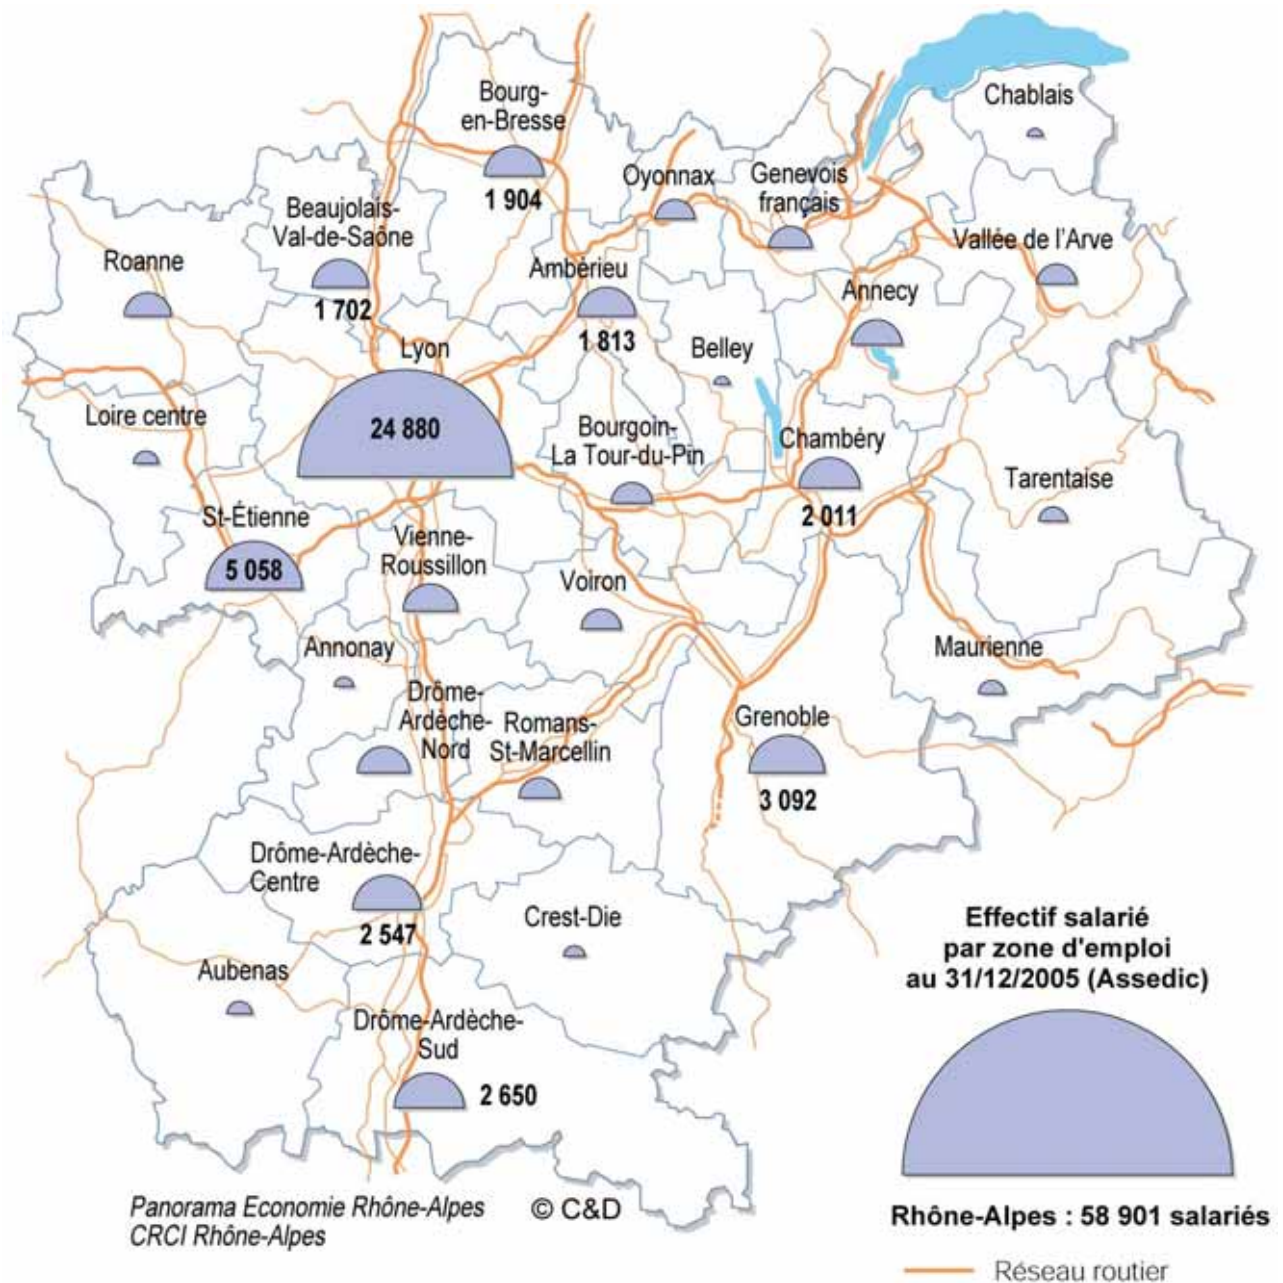 Chablais
Bourg-
en-Bresse
1 904
Oyonnax
Genevois
français
Beaujolais-
Val-de-Saône
1 702
Roanne
Vallée de l'Arve
Ambérieu
1 813
Annecy
Lyon
24 880
Belley
Loire centre
Bourgoin-
La Tour-du-Pin
Chambéry
2 011
Tarentaise
St-Étienne
5 058
Vienne-
Roussillon
Voiron
Annonay
Maurienne
Drôme-
Ardèche-
Nord
Romans-
St-Marcellin
Grenoble
3 092
Drôme-Ardèche-
Centre
2 547
Crest-Die
Aubenas
Drôme-Ardèche-
Sud
2 650
Effectif salarié
par zone d'emploi
au 31/12/2005 (Assedic)
Rhône-Alpes : 58 901 salariés
Réseau routier
Panorama Economie Rhône-Alpes © C&D
CRCI Rhône-Alpes